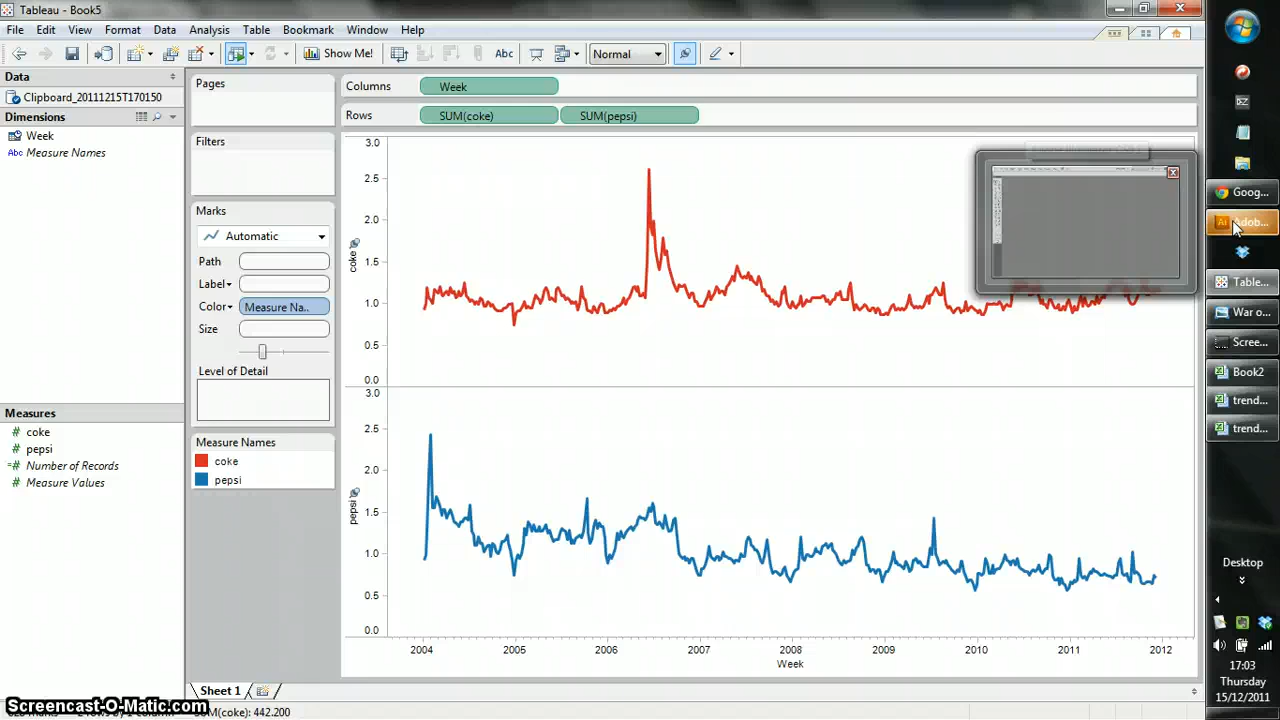 Tableau - Book5
File Edit View Format Data Analysis Table Bookmark Window Help
Show Me! Abc Normal
Data
Clipboard_20111215T170150
Dimensions
Week
Abc Measure Names
Measures
# coke
# pepsi
=# Number of Records
# Measure Values
Pages
Filters
Marks
Automatic
Path
Label
Color Measure Na..
Size
Level of Detail
Measure Names
coke
pepsi
Columns Week
Rows SUM(coke) SUM(pepsi)
3.0
2.5
2.0
1.5
1.0
0.5
0.0
coke
3.0
2.5
2.0
1.5
1.0
0.5
0.0
pepsi
2004 2005 2006 2007 2008 2009 2010 2011 2012
Week
Sheet 1
SUM(coke): 442.200
Screencast-O-Matic.com
Goog...
Ai Adob...
Table...
War o...
Scree...
Book2
trend...
trend...
Desktop
17:03
Thursday
15/12/2011